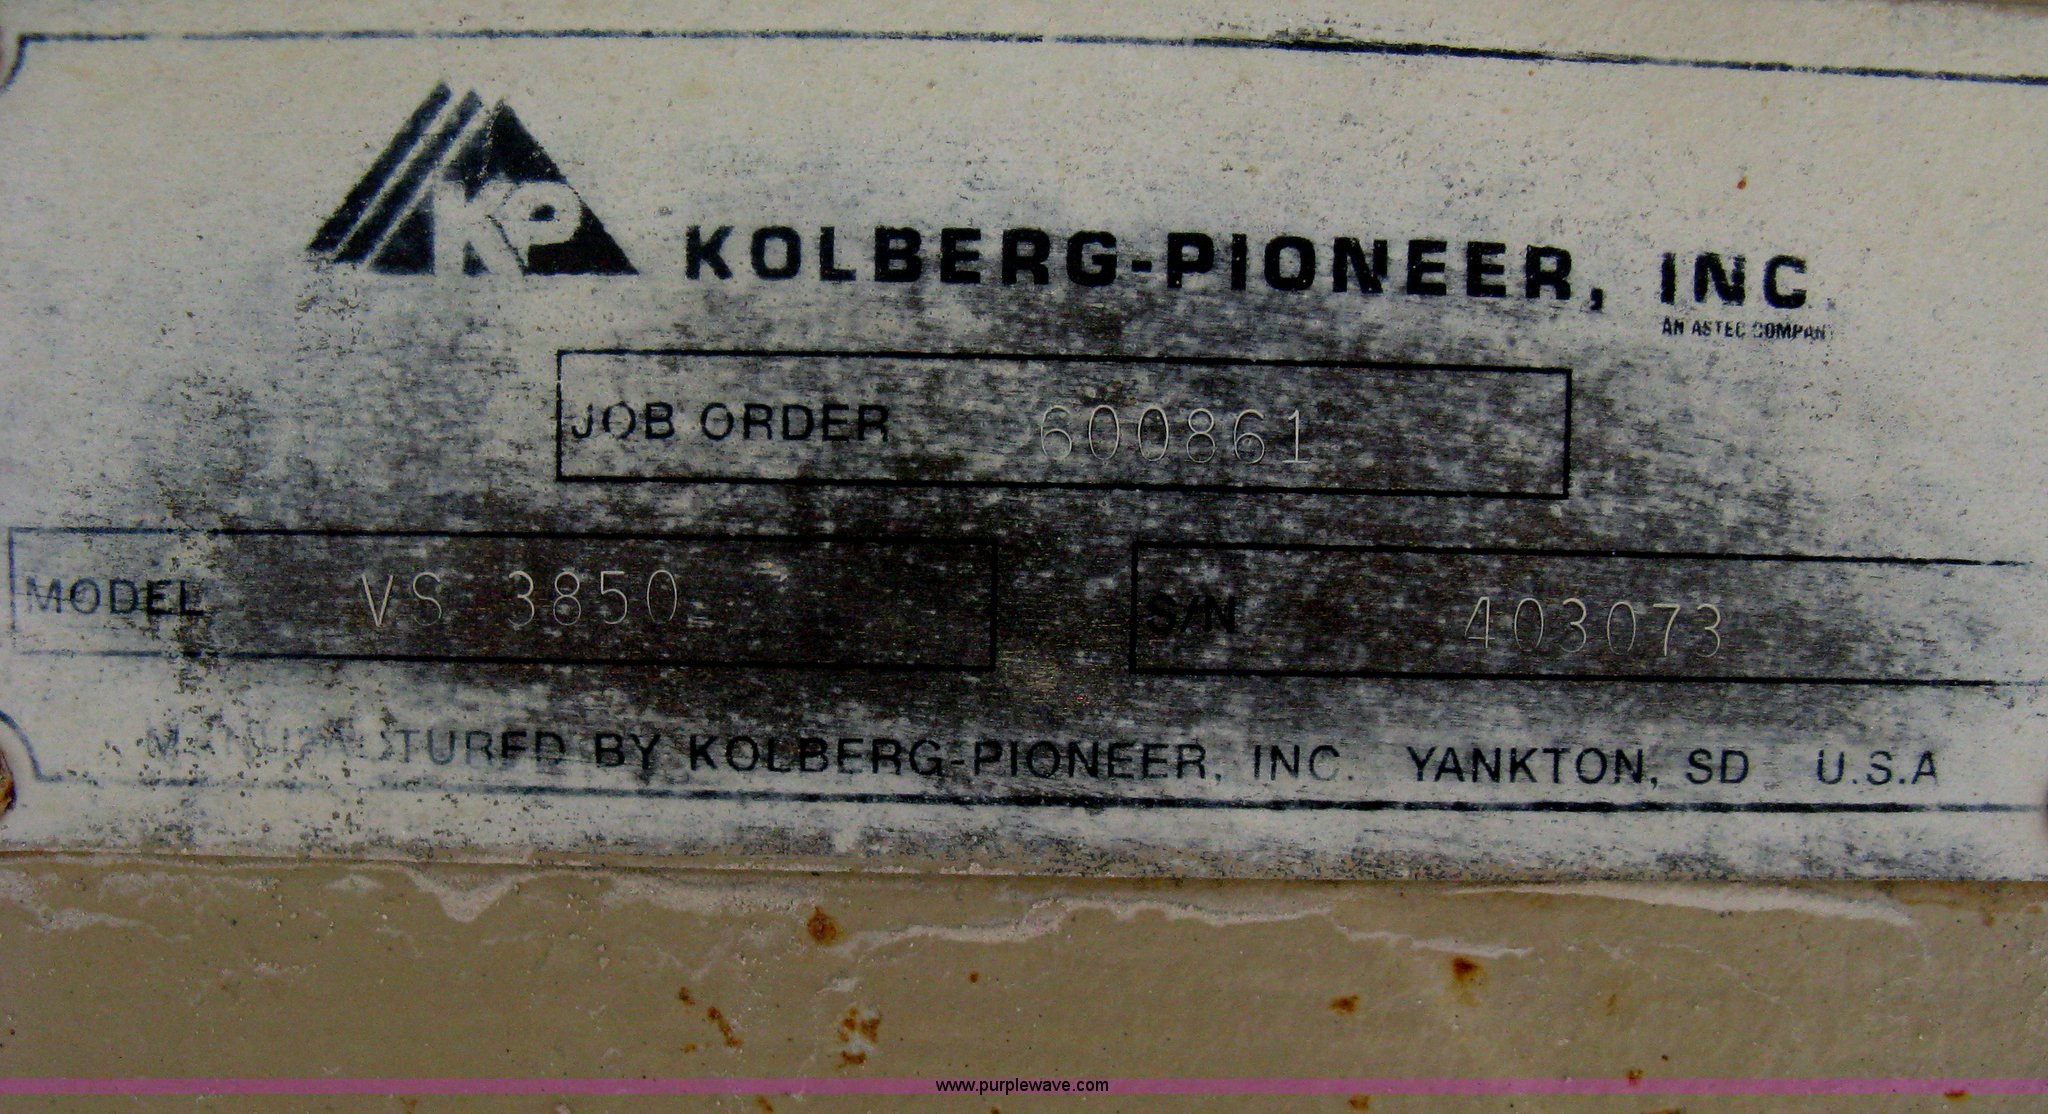 KP KOLBERG-PIONEER, INC
AN ASTEC COMPANY
JOB ORDER 600861
MODEL VS 3850
S/N 403073
MANUFACTURED BY KOLBERG-PIONEER, INC. YANKTON, SD U.S.A
www.purplewave.com